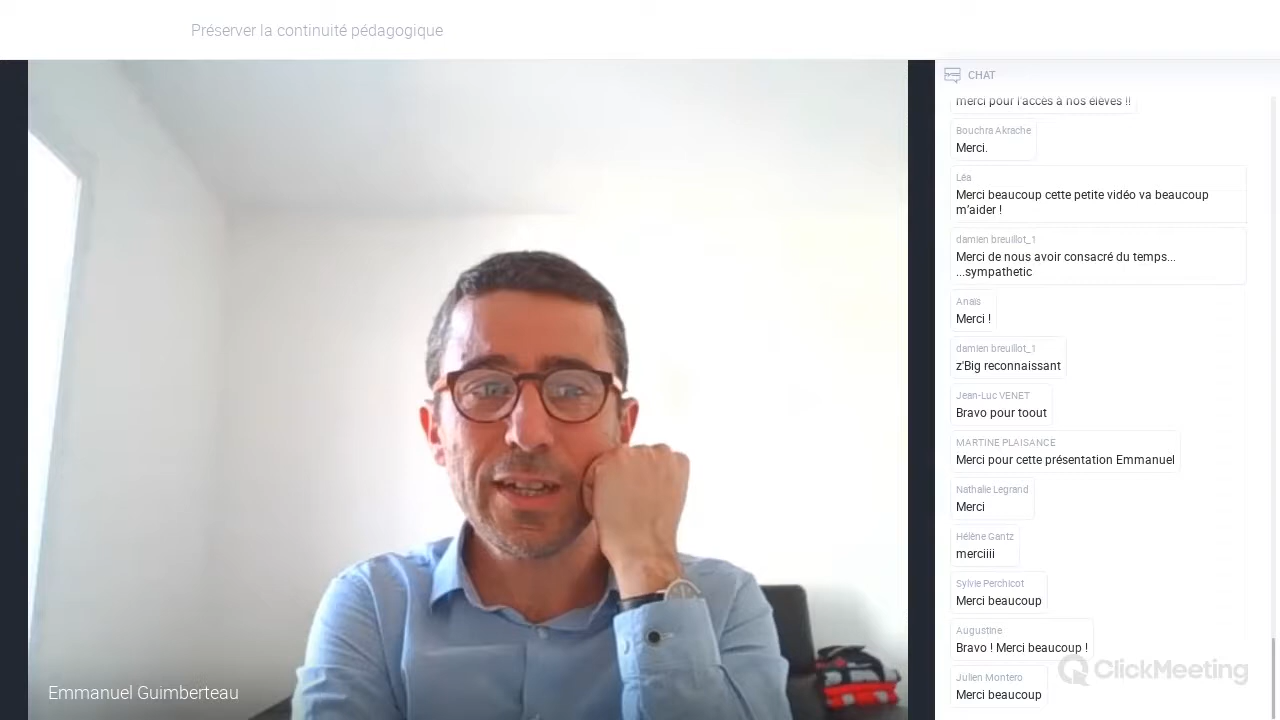 Préserver la continuité pédagogique
CHAT
merci pour l'accès à nos élèves !!
Bouchra Akrache
Merci.
Léa
Merci beaucoup cette petite vidéo va beaucoup
m'aider !
damien breuillot_1
Merci de nous avoir consacré du temps...
...sympathetic
Anaïs
Merci !
damien breuillot_1
z'Big reconnaissant
Jean-Luc VENET
Bravo pour toout
MARTINE PLAISANCE
Merci pour cette présentation Emmanuel
Nathalie Legrand
Merci
Hélène Gantz
merciiii
Sylvie Perchicot
Merci beaucoup
Augustine
Bravo ! Merci beaucoup !
Julien Montero
Merci beaucoup
Emmanuel Guimberteau
ClickMeeting